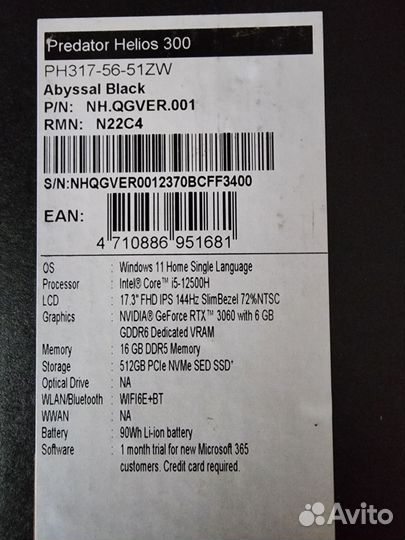 Predator Helios 300
PH317-56-51ZW
Abyssal Black
P/N: NH.QGVER.001
RMN: N22C4
S/N:NHQGVER0012370BCFF3400
EAN:
4 710886 951681
OS : Windows 11 Home Single Language
Processor : Intel® Core™ i5-12500H
LCD : 17.3" FHD IPS 144Hz SlimBezel 72%NTSC
Graphics : NVIDIA® GeForce RTX™ 3060 with 6 GB
GDDR6 Dedicated VRAM
Memory : 16 GB DDR5 Memory
Storage : 512GB PCIe NVMe SED SSD*
Optical Drive : NA
WLAN/Bluetooth : WIFI6E+BT
WWAN : NA
Battery : 90Wh Li-ion battery
Software : 1 month trial for new Microsoft 365
customers. Credit card required.
Avito